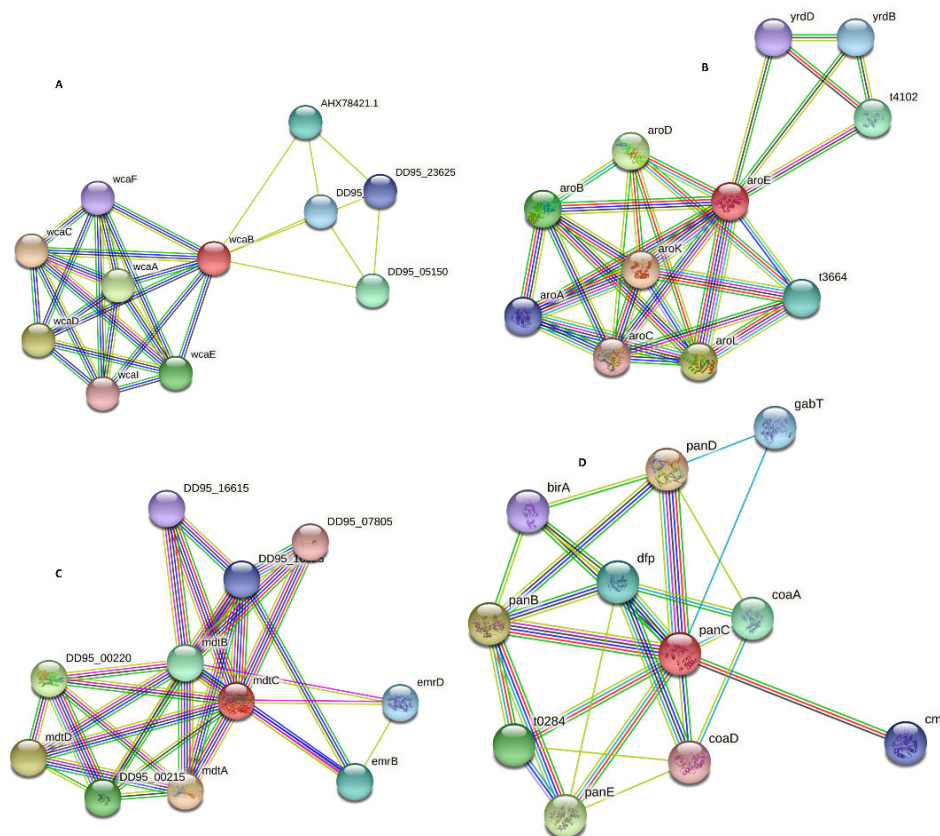 A
AHX78421.1
DD95_23625
DD95
wcaF
wcaC
wcaB
wcaA
DD95_05150
wcaD
wcaE
wcaI
B
yrdD
yrdB
t4102
aroD
aroE
aroB
aroK
t3664
aroA
aroC
aroL
C
DD95_16615
DD95_07805
mdtB
DD95_00220
mdtC
emrD
mdtD
DD95_00215
mdtA
emrB
D
gabT
panD
birA
dfp
coaA
panB
panC
t0284
coaD
cm
panE